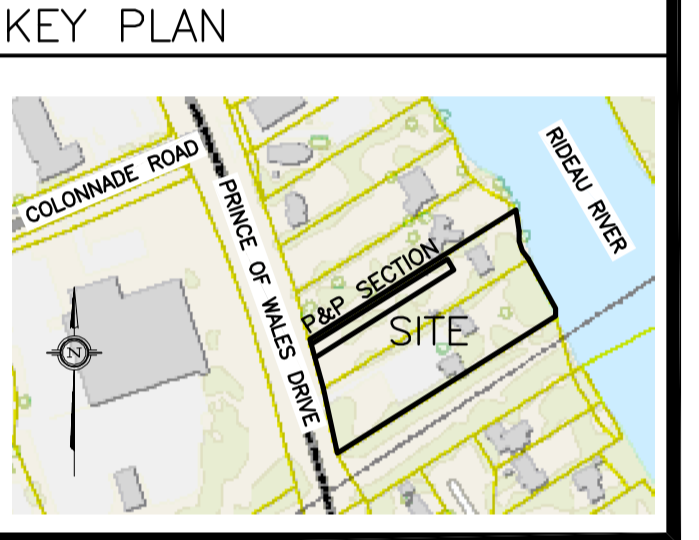 KEY PLAN
COLONNADE ROAD
PRINCE OF WALES DRIVE
RIDEAU RIVER
P&P SECTION
SITE
N